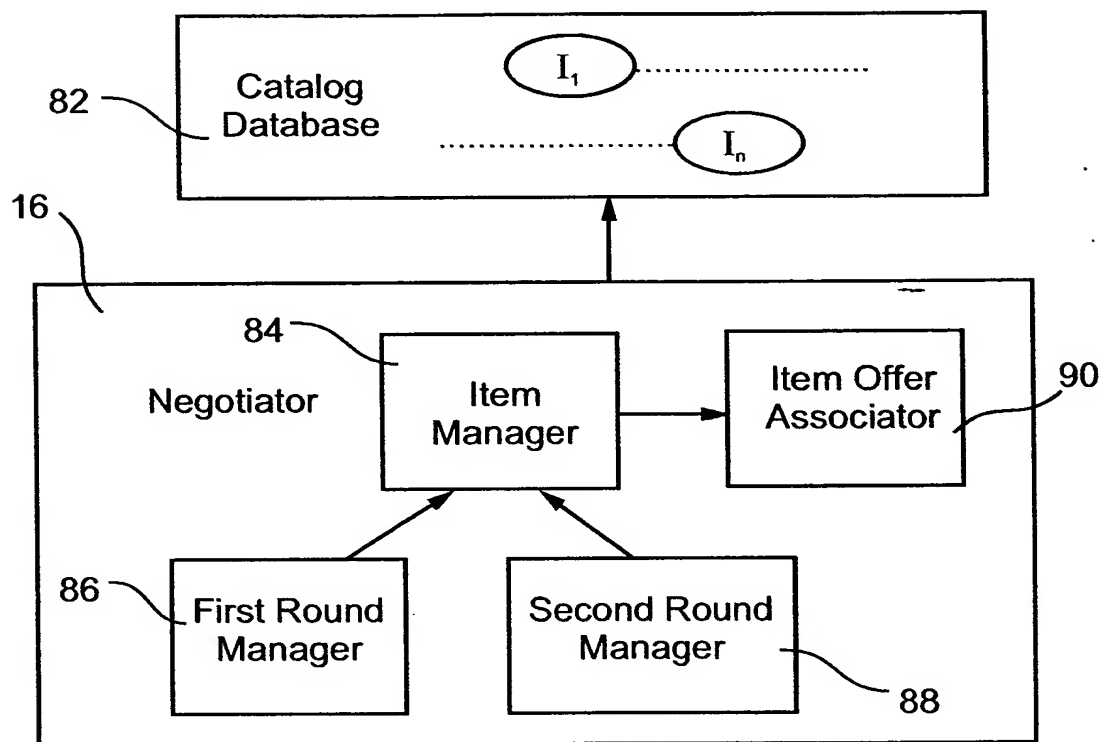 I₁
Catalog
82
Database
Iₙ
16
84
Item Offer
90
Negotiator
Item
Associator
Manager
86
First Round
Second Round
Manager
Manager
88